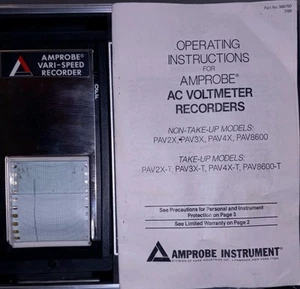 AMPROBE®
VARI-SPEED
RECORDER
OPERATING
INSTRUCTIONS
FOR
AMPROBE®
AC VOLTMETER
RECORDERS
NON-TAKE-UP MODELS:
PAV2X, PAV3X, PAV4X, PAV8600
TAKE-UP MODELS:
PAV2X-T, PAV3X-T, PAV4X-T, PAV8600-T
See Precautions for Personal and Instrument
Protection on Page 3
See Limited Warranty on Page 2
AMPROBE INSTRUMENT®